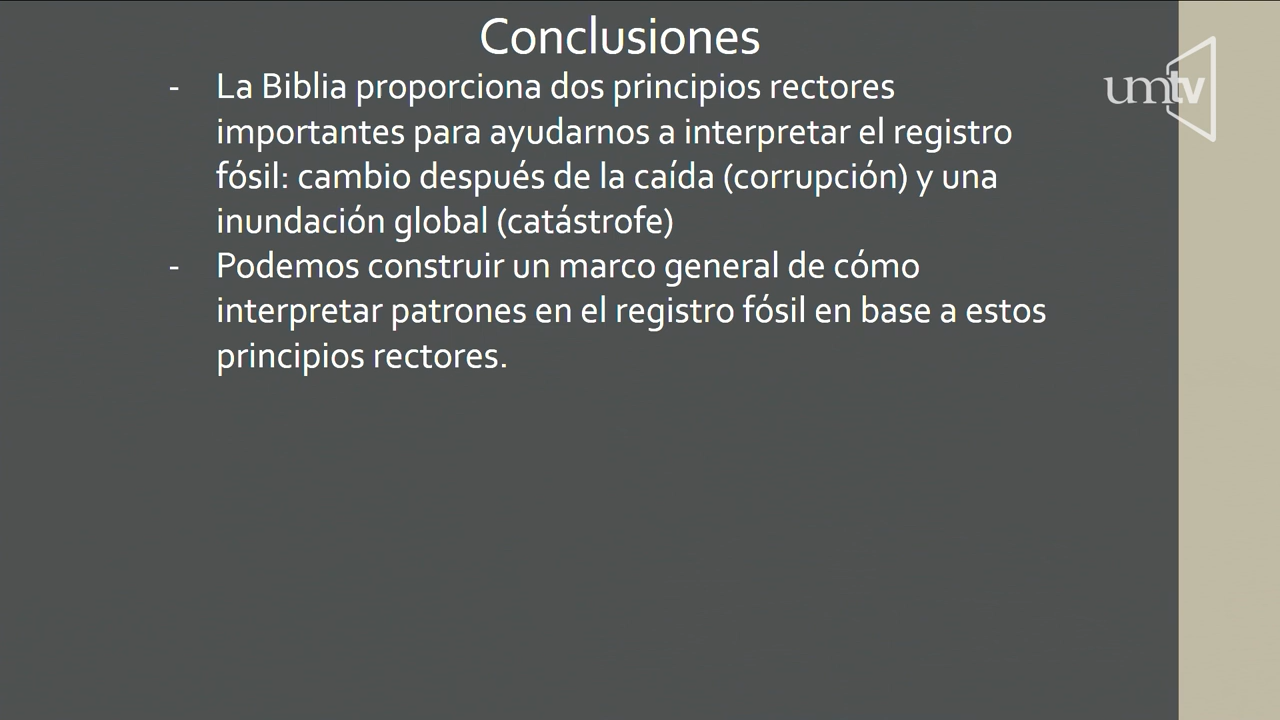 Conclusiones
- La Biblia proporciona dos principios rectores
importantes para ayudarnos a interpretar el registro
fósil: cambio después de la caída (corrupción) y una
inundación global (catástrofe)
- Podemos construir un marco general de cómo
interpretar patrones en el registro fósil en base a estos
principios rectores.
umtv